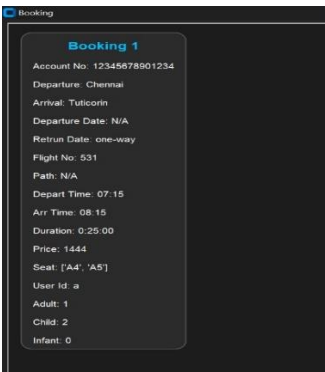 Booking
Booking 1
Account No: 12345678901234
Departure: Chennai
Arrival: Tuticorin
Departure Date: N/A
Retrun Date: one-way
Flight No: 531
Path: N/A
Depart Time: 07:15
Arr Time: 08:15
Duration: 0:25:00
Price: 1444
Seat: ['A4', 'A5']
User Id: a
Adult: 1
Child: 2
Infant: 0